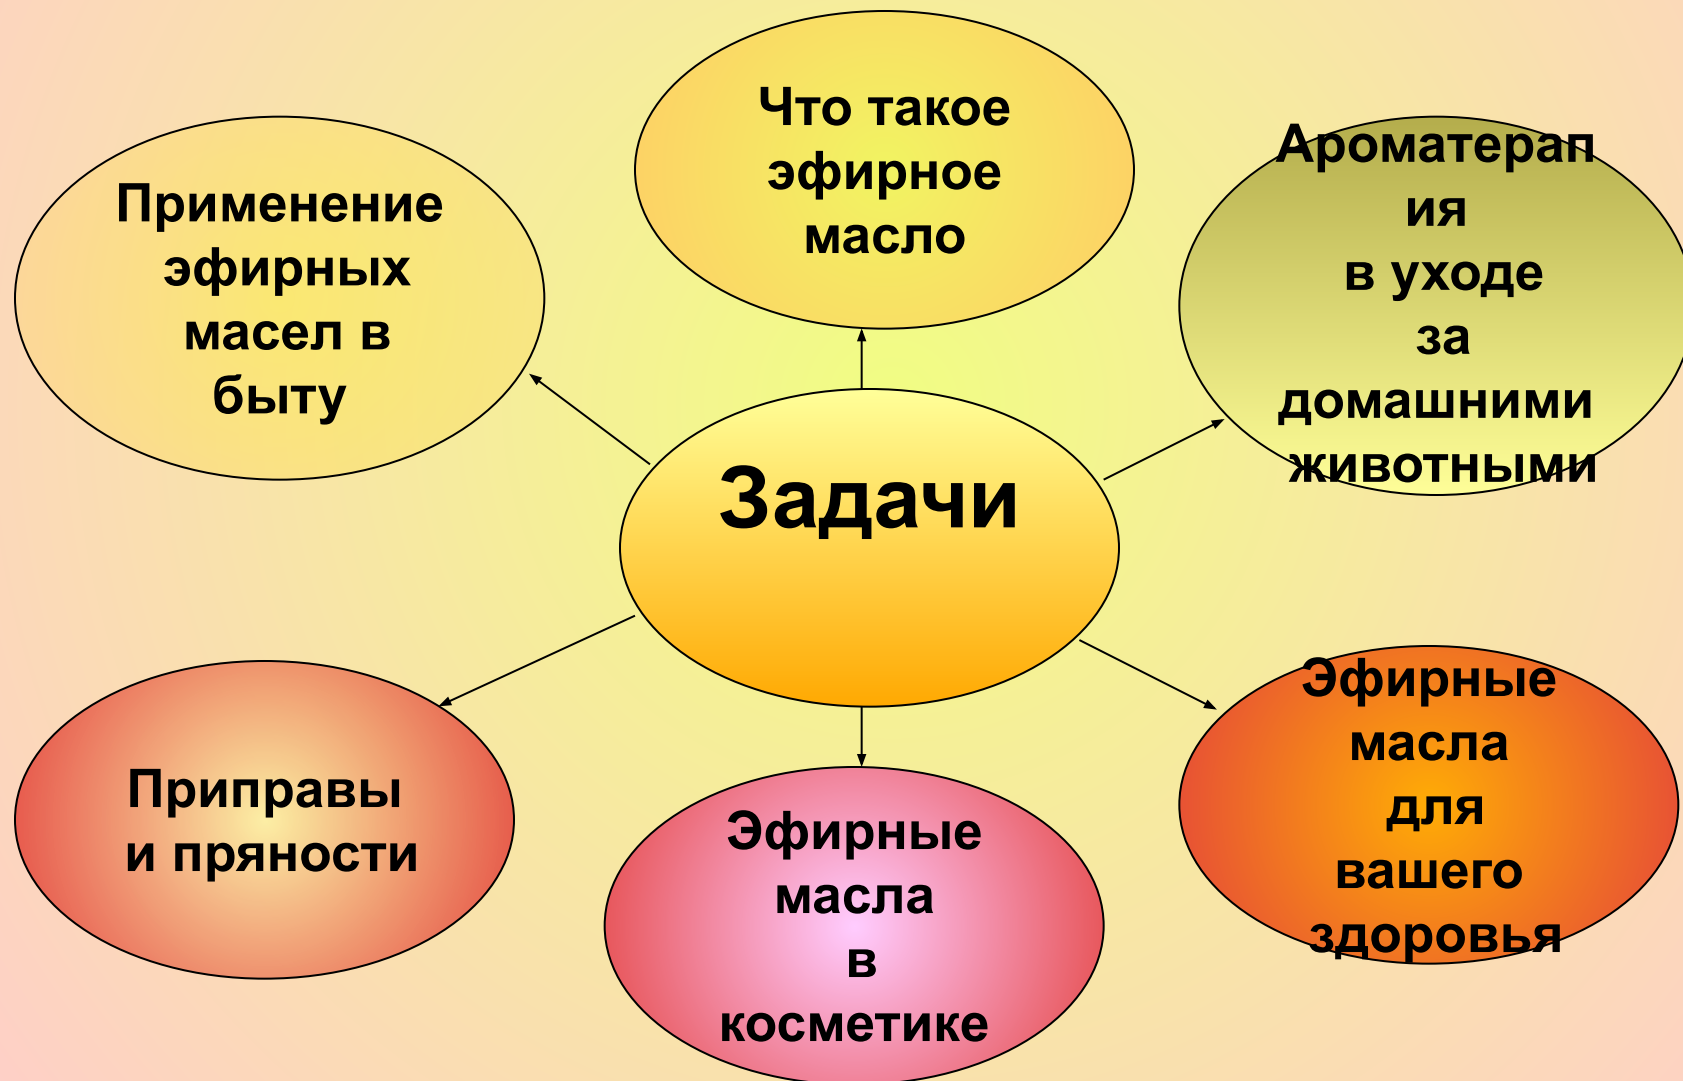 Что такое
эфирное
масло
Применение
эфирных
масел в
быту
Ароматерап
ия
в уходе
за
домашними
животными
Задачи
Приправы
и пряности
Эфирные
масла
в
косметике
Эфирные
масла
для
вашего
здоровья